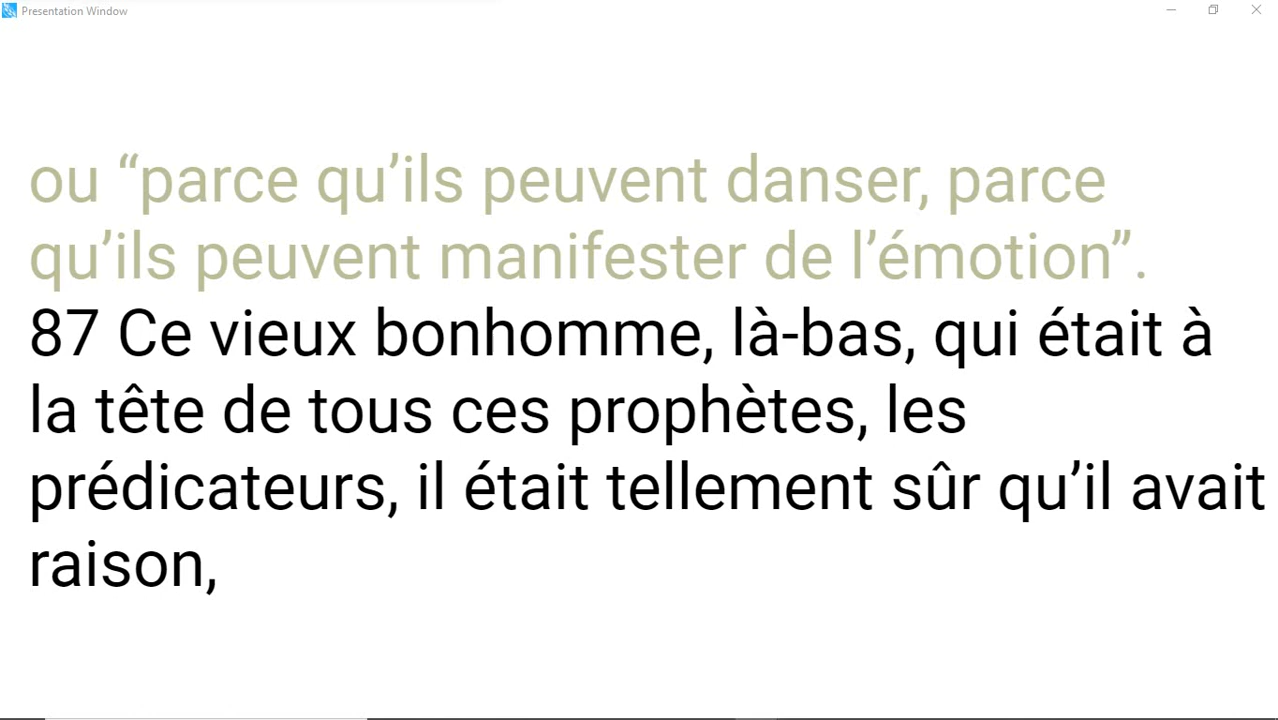 Presentation Window
ou “parce qu’ils peuvent danser, parce
qu’ils peuvent manifester de l’émotion”.
87 Ce vieux bonhomme, là-bas, qui était à
la tête de tous ces prophètes, les
prédicateurs, il était tellement sûr qu’il avait
raison,